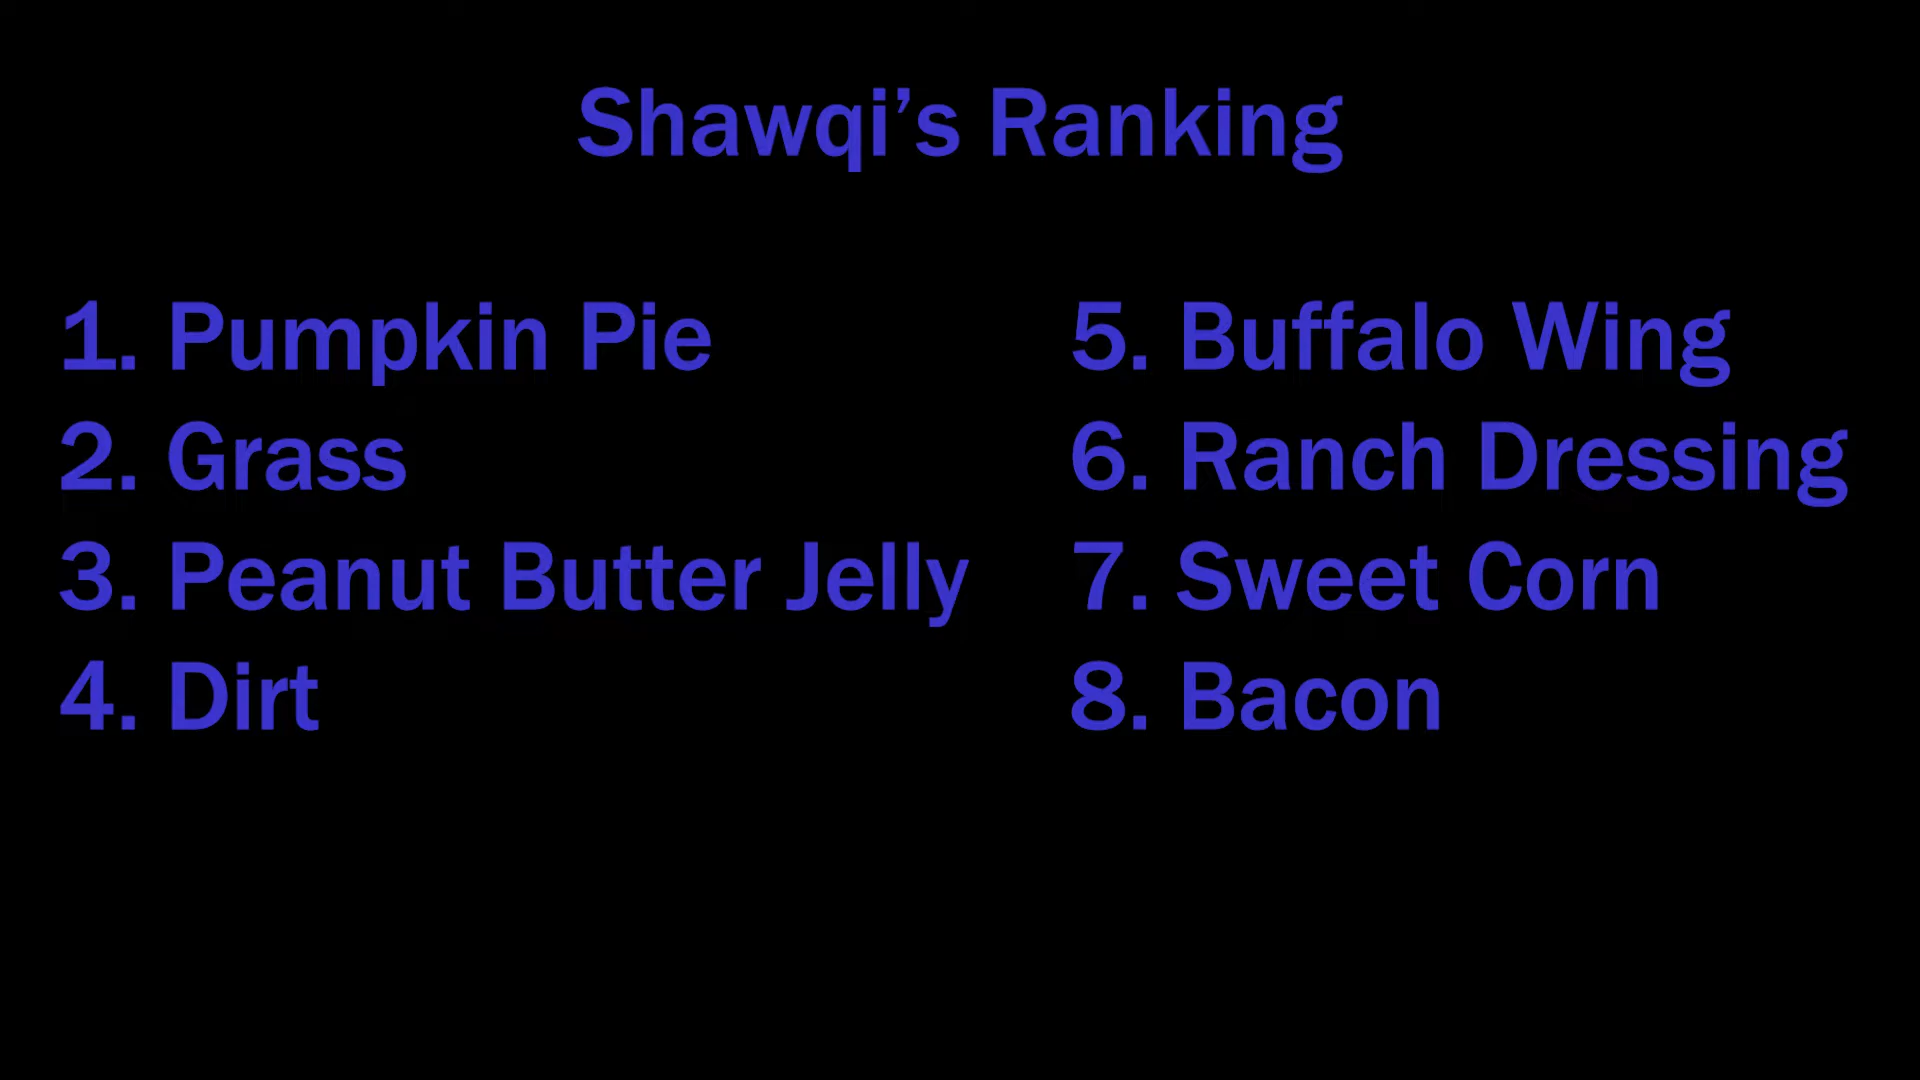 Shawqi’s Ranking
1. Pumpkin Pie
2. Grass
3. Peanut Butter Jelly
4. Dirt
5. Buffalo Wing
6. Ranch Dressing
7. Sweet Corn
8. Bacon